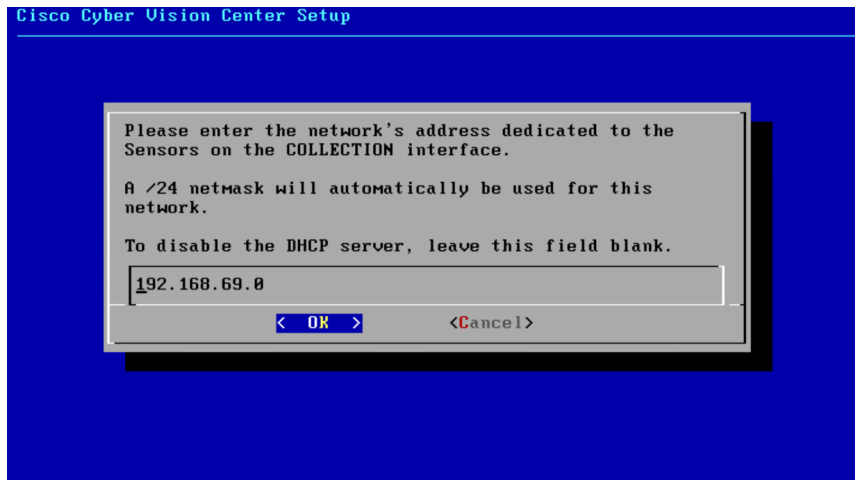 Cisco Cyber Vision Center Setup
Please enter the network's address dedicated to the
Sensors on the COLLECTION interface.
A /24 netmask will automatically be used for this
network.
To disable the DHCP server, leave this field blank.
192.168.69.0
< OK > <Cancel>